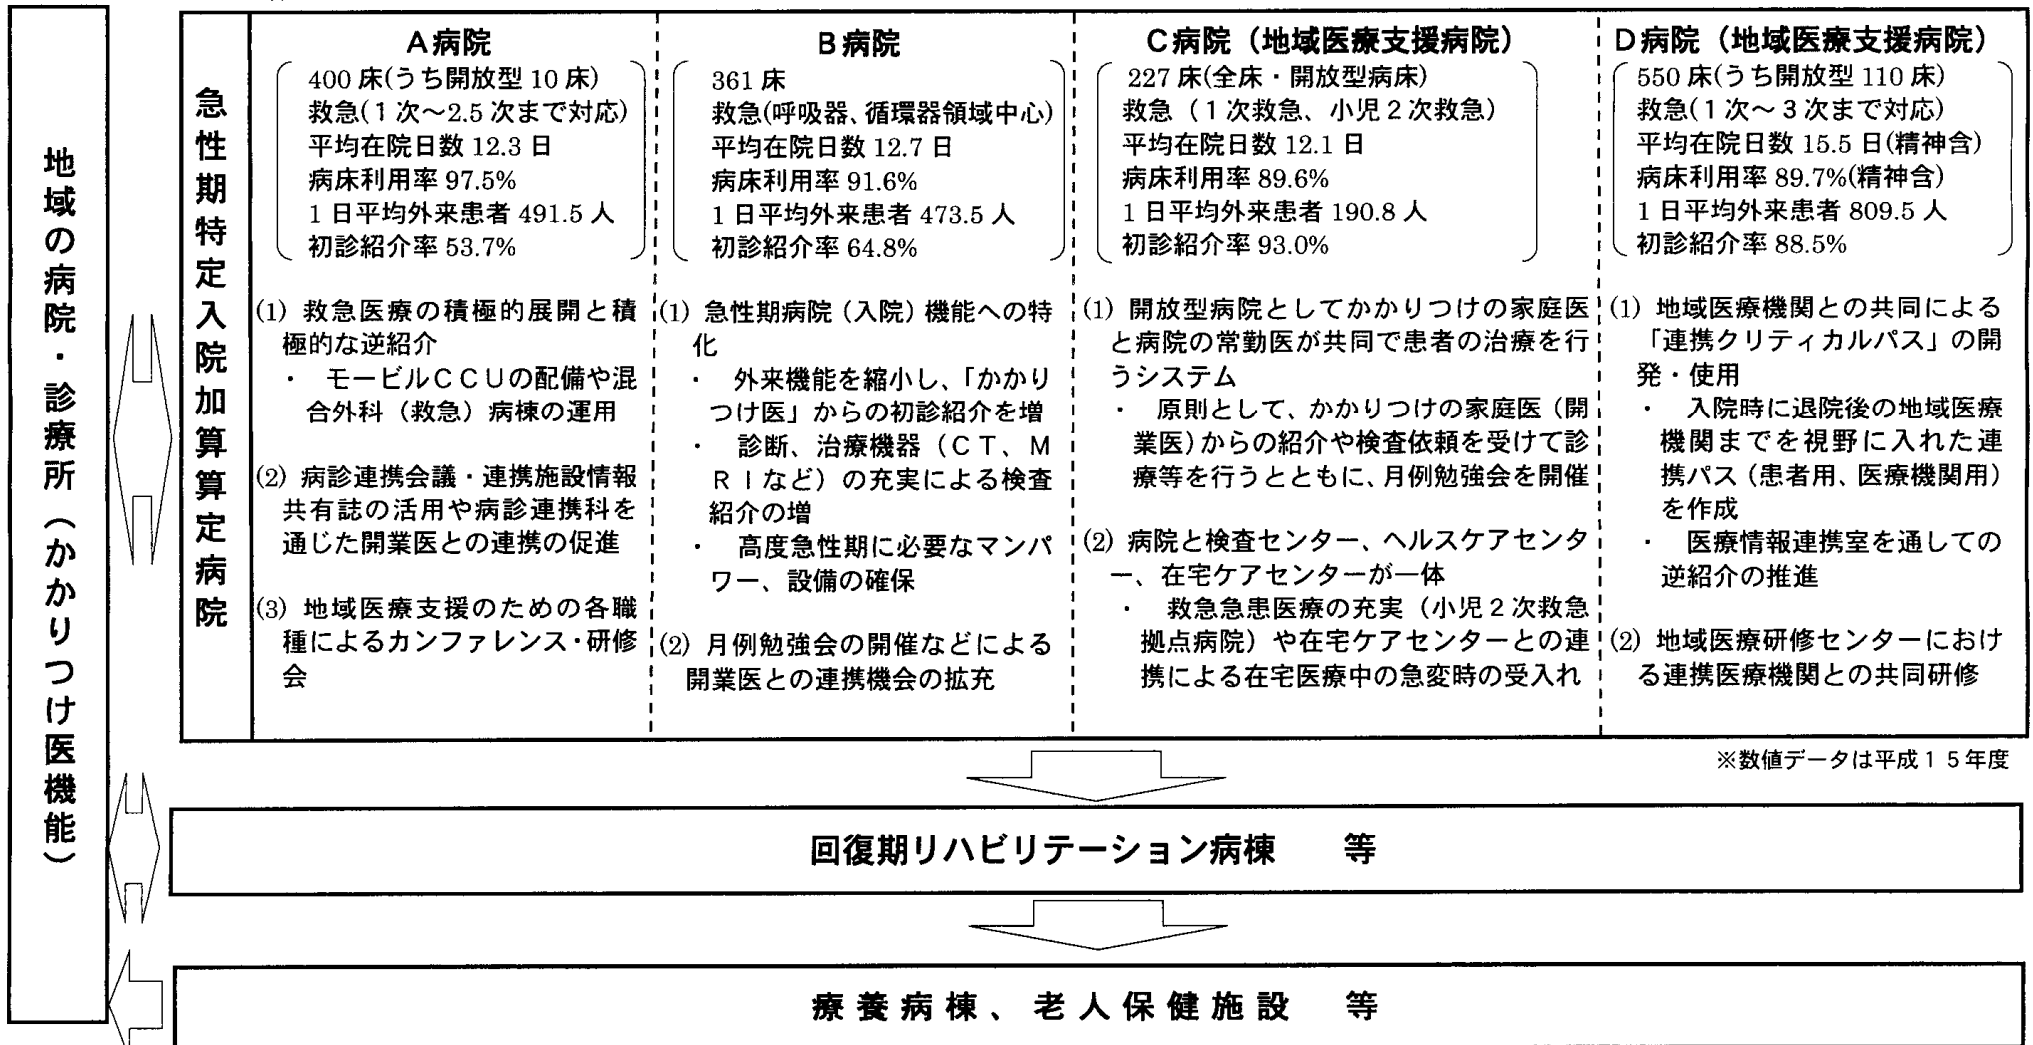 地域の病院・診療所（かかりつけ医機能）
急性期特定入院加算算定病院
A病院
400床(うち開放型10床)
救急(1次～2.5次まで対応)
平均在院日数12.3日
病床利用率97.5%
1日平均外来患者491.5人
初診紹介率53.7%
(1) 救急医療の積極的展開と積
極的な逆紹介
・ モービルＣＣＵの配備や混
合外科（救急）病棟の運用
(2) 病診連携会議・連携施設情報
共有誌の活用や病診連携科を
通じた開業医との連携の促進
(3) 地域医療支援のための各職
種によるカンファレンス・研修
会
B病院
361床
救急(呼吸器、循環器領域中心)
平均在院日数12.7日
病床利用率91.6%
1日平均外来患者473.5人
初診紹介率64.8%
(1) 急性期病院（入院）機能への特
化
・ 外来機能を縮小し、「かかり
つけ医」からの初診紹介を増
・ 診断、治療機器（ＣＴ、Ｍ
ＲＩなど）の充実による検査
紹介の増
・ 高度急性期に必要なマンパ
ワー、設備の確保
(2) 月例勉強会の開催などによる
開業医との連携機会の拡充
C病院（地域医療支援病院）
227床(全床・開放型病床)
救急（1次救急、小児2次救急）
平均在院日数12.1日
病床利用率89.6%
1日平均外来患者190.8人
初診紹介率93.0%
(1) 開放型病院としてかかりつけの家庭医
と病院の常勤医が共同で患者の治療を行
うシステム
・ 原則として、かかりつけの家庭医（開
業医）からの紹介や検査依頼を受けて診
療等を行うとともに、月例勉強会を開催
(2) 病院と検査センター、ヘルスケアセンタ
ー、在宅ケアセンターが一体
・ 救急急患医療の充実（小児2次救急
拠点病院）や在宅ケアセンターとの連
携による在宅医療中の急変時の受入れ
D病院（地域医療支援病院）
550床(うち開放型110床)
救急(1次～3次まで対応)
平均在院日数15.5日(精神含)
病床利用率89.7%(精神含)
1日平均外来患者809.5人
初診紹介率88.5%
(1) 地域医療機関との共同による
「連携クリティカルパス」の開
発・使用
・ 入院時に退院後の地域医療
機関までを視野に入れた連
携パス（患者用、医療機関用）
を作成
・ 医療情報連携室を通しての
逆紹介の推進
(2) 地域医療研修センターにおけ
る連携医療機関との共同研修
※数値データは平成１５年度
回復期リハビリテーション病棟 等
療養病棟、老人保健施設 等